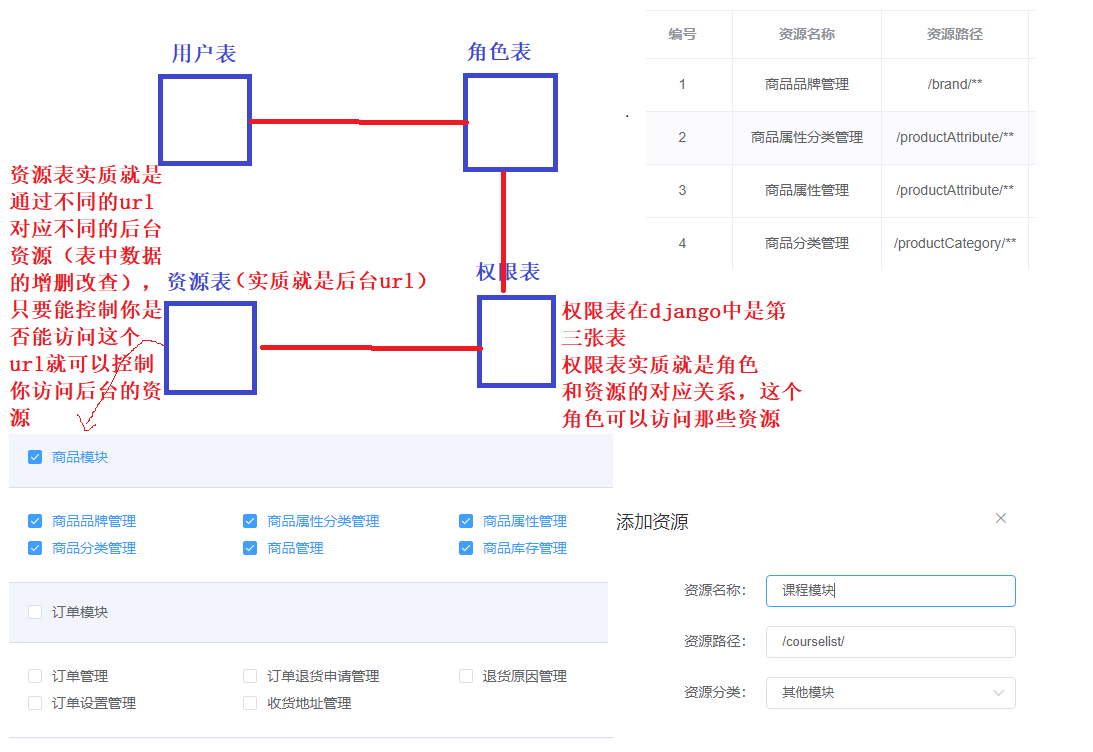 用户表
角色表
资源表实质就是
通过不同的url
对应不同的后台
资源（表中数据
的增删改查），
只要能控制你是
否能访问这个
url就可以控制
你访问后台的资
源
资源表（实质就是后台url）
权限表
权限表在django中是第
三张表
权限表实质就是角色
和资源的对应关系，这个
角色可以访问那些资源
编号 资源名称 资源路径
1 商品品牌管理 /brand/**
2 商品属性分类管理 /productAttribute/**
3 商品属性管理 /productAttribute/**
4 商品分类管理 /productCategory/**
商品模块
商品品牌管理 商品属性分类管理 商品属性管理
商品分类管理 商品管理 商品库存管理
订单模块
订单管理 订单退货申请管理 退货原因管理
订单设置管理 收货地址管理
添加资源
资源名称： 课程模块
资源路径： /courselist/
资源分类： 其他模块